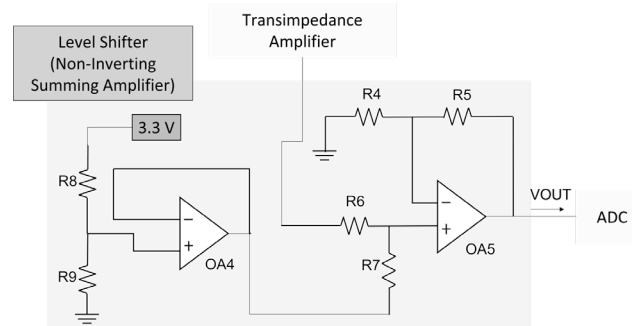 Transimpedance
Amplifier
Level Shifter
(Non-Inverting
Summing Amplifier)
3.3 V
R4
R5
R8
R6
VOUT
ADC
OA4
OA5
R7
R9